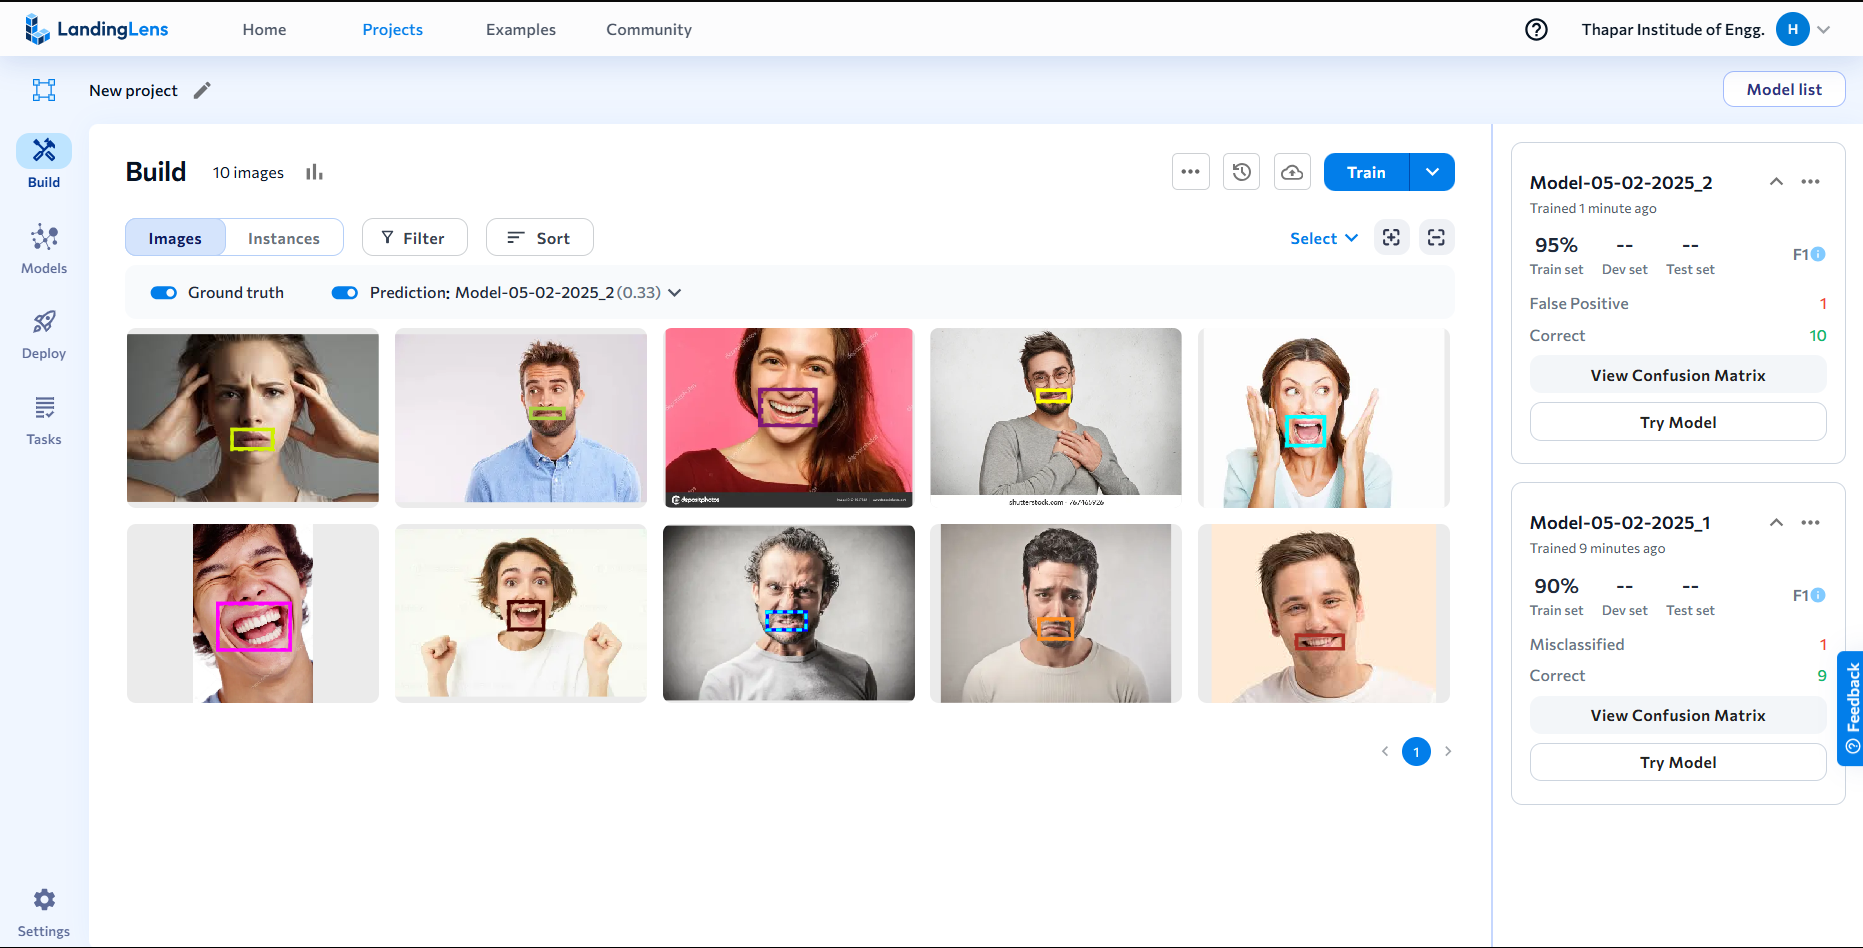 LandingLens
Home
Projects
Examples
Community
Thapar Institude of Engg.
H
New project
Model list
Build
Models
Deploy
Tasks
Settings
Build
10 images
Train
Images
Instances
Filter
Sort
Select
Ground truth
Prediction: Model-05-02-2025_2 (0.33)
depositphotos
shutterstock.com · 767465926
1
Model-05-02-2025_2
Trained 1 minute ago
95% -- --
Train set Dev set Test set
F1
False Positive 1
Correct 10
View Confusion Matrix
Try Model
Model-05-02-2025_1
Trained 9 minutes ago
90% -- --
Train set Dev set Test set
F1
Misclassified 1
Correct 9
View Confusion Matrix
Try Model
Feedback